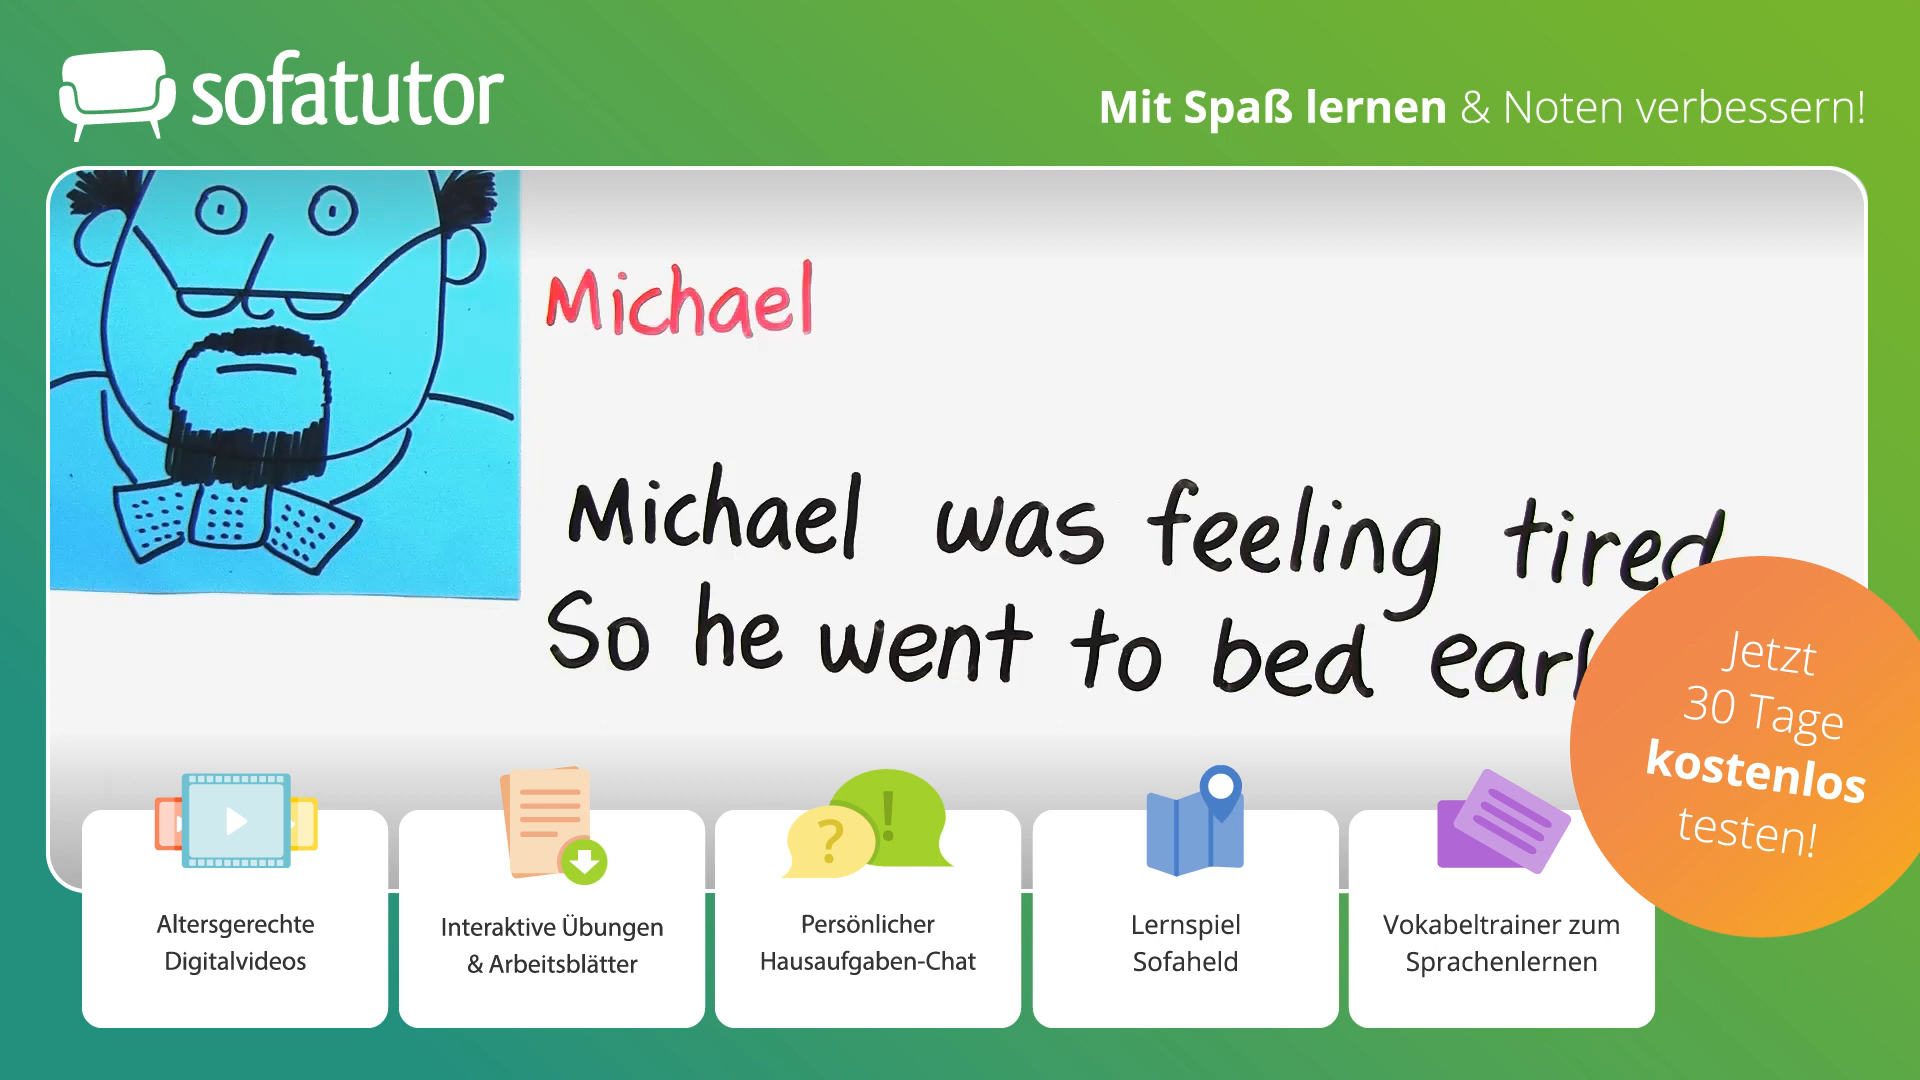 sofatutor
Mit Spaß lernen & Noten verbessern!
Michael
Michael was feeling tired
So he went to bed
Jetzt
30 Tage
kostenlos
testen!
Altersgerechte
Digitalvideos
Interaktive Übungen
& Arbeitsblätter
Persönlicher
Hausaufgaben-Chat
Lernspiel
Sofaheld
Vokabeltrainer zum
Sprachenlernen